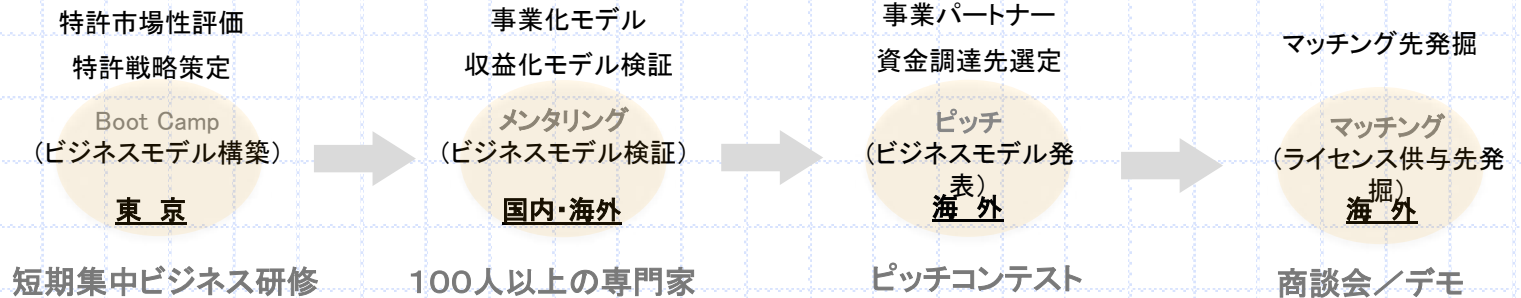 特許市場性評価
特許戦略策定
Boot Camp
（ビジネスモデル構築）
東　京
短期集中ビジネス研修
事業化モデル
収益化モデル検証
メンタリング
（ビジネスモデル検証）
国内・海外
１００人以上の専門家
事業パートナー
資金調達先選定
ピッチ
（ビジネスモデル発
表）
海　外
ピッチコンテスト
マッチング先発掘
マッチング
（ライセンス供与先発
掘）
海　外
商談会／デモ